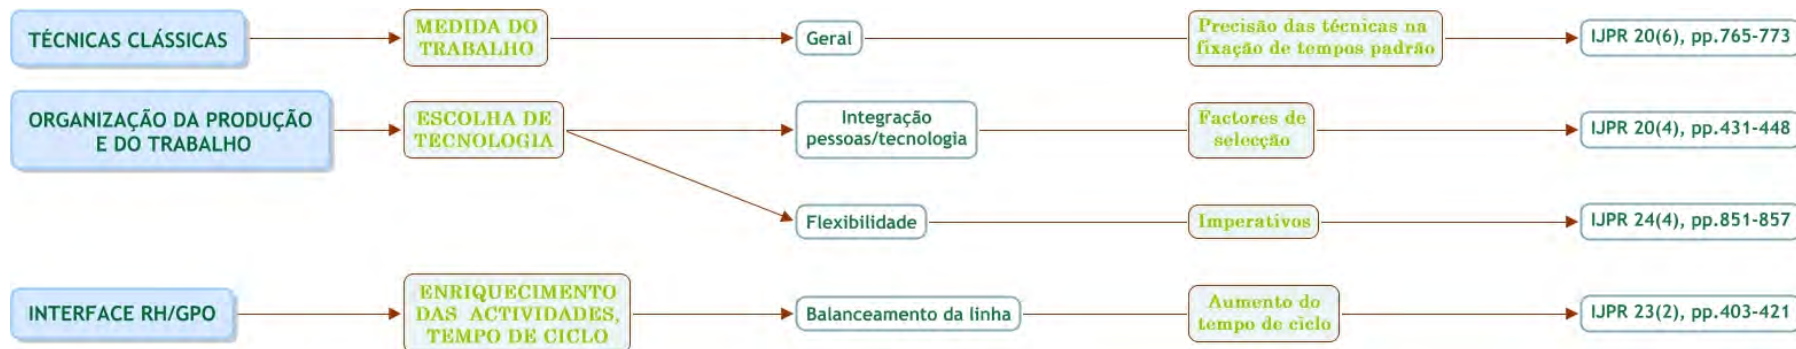 TÉCNICAS CLÁSSICAS
MEDIDA DO
TRABALHO
Geral
Precisão das técnicas na
fixação de tempos padrão
IJPR 20(6), pp.765-773
ORGANIZAÇÃO DA PRODUÇÃO
E DO TRABALHO
ESCOLHA DE
TECNOLOGIA
Integração
pessoas/tecnologia
Factores de
selecção
IJPR 20(4), pp.431-448
Flexibilidade
Imperativos
IJPR 24(4), pp.851-857
INTERFACE RH/GPO
ENRIQUECIMENTO
DAS ACTIVIDADES,
TEMPO DE CICLO
Balanceamento da linha
Aumento do
tempo de ciclo
IJPR 23(2), pp.403-421